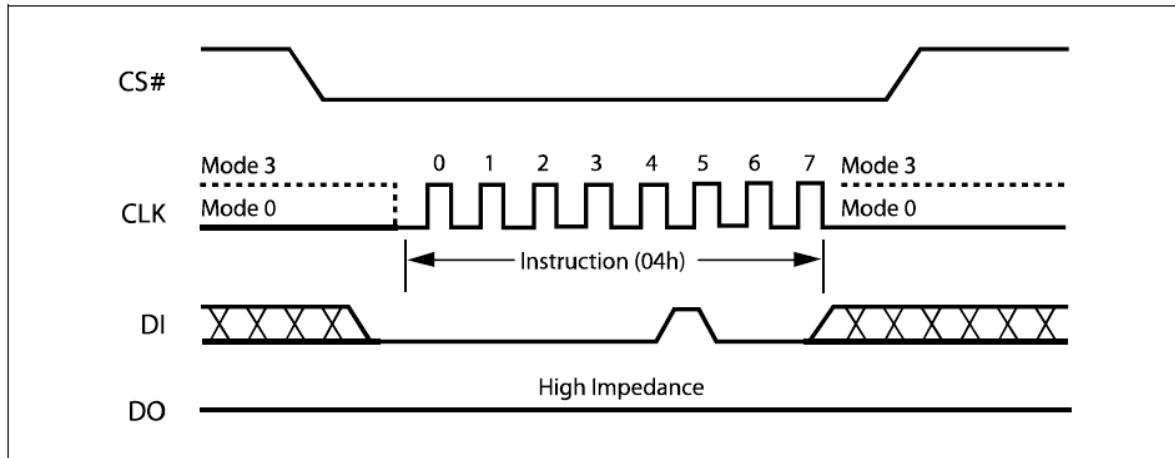 CS#
Mode 3
0 1 2 3 4 5 6 7
Mode 3
CLK
Mode 0
Mode 0
Instruction (04h)
DI
High Impedance
DO